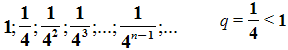 1; 1/4; 1/4²; 1/4³; ...; 1/4ⁿ⁻¹; ... q = 1/4 < 1